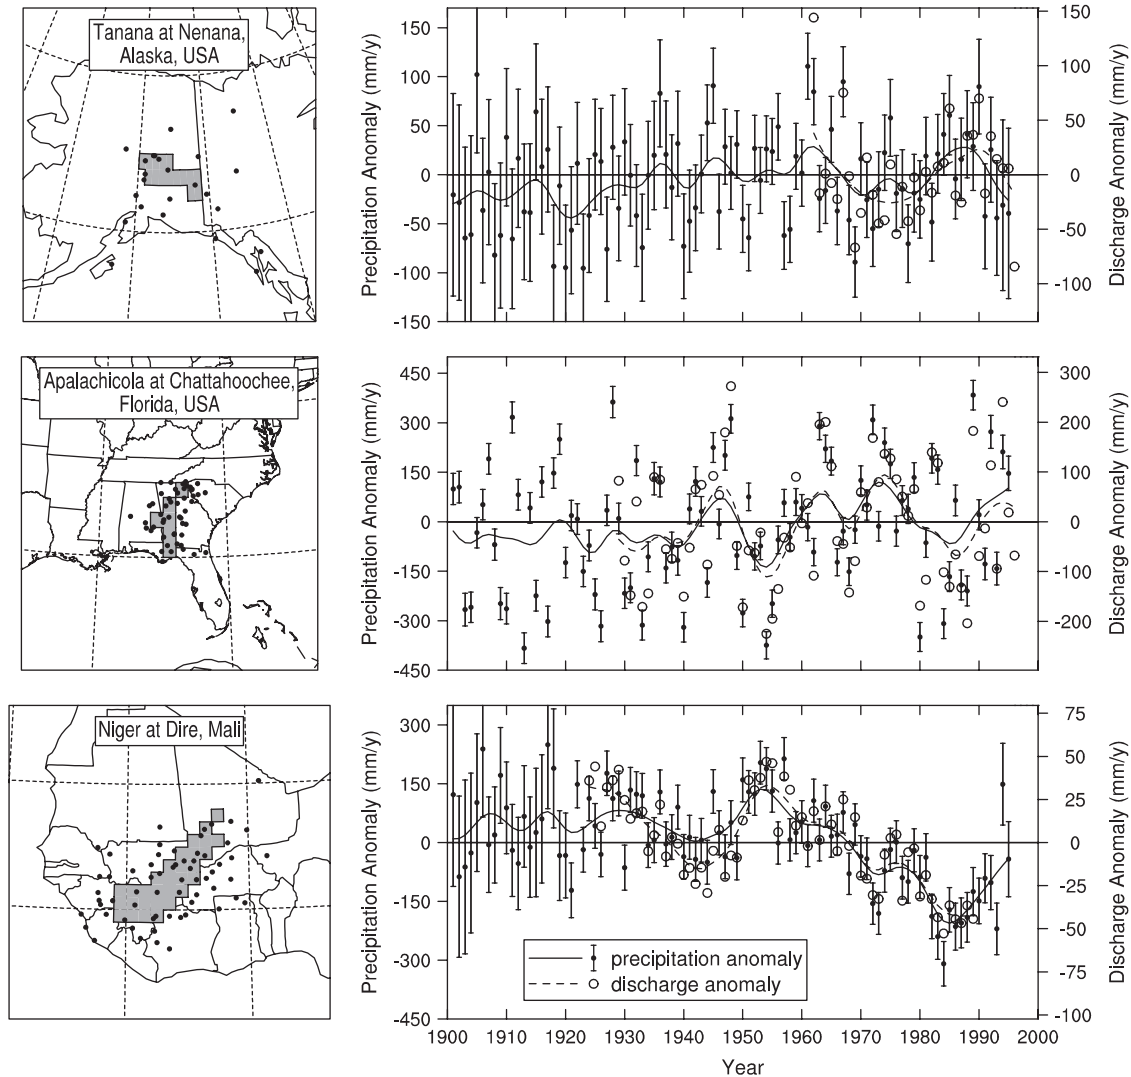 Tanana at Nenana,
Alaska, USA
Precipitation Anomaly (mm/y)
150
100
50
0
-50
-100
-150
150
100
50
0
-50
-100
Discharge Anomaly (mm/y)
Apalachicola at Chattahoochee,
Florida, USA
Precipitation Anomaly (mm/y)
450
300
150
0
-150
-300
-450
300
200
100
0
-100
-200
Discharge Anomaly (mm/y)
Niger at Dire, Mali
Precipitation Anomaly (mm/y)
300
150
0
-150
-300
-450
75
50
25
0
-25
-50
-75
-100
Discharge Anomaly (mm/y)
precipitation anomaly
discharge anomaly
1900 1910 1920 1930 1940 1950 1960 1970 1980 1990 2000
Year